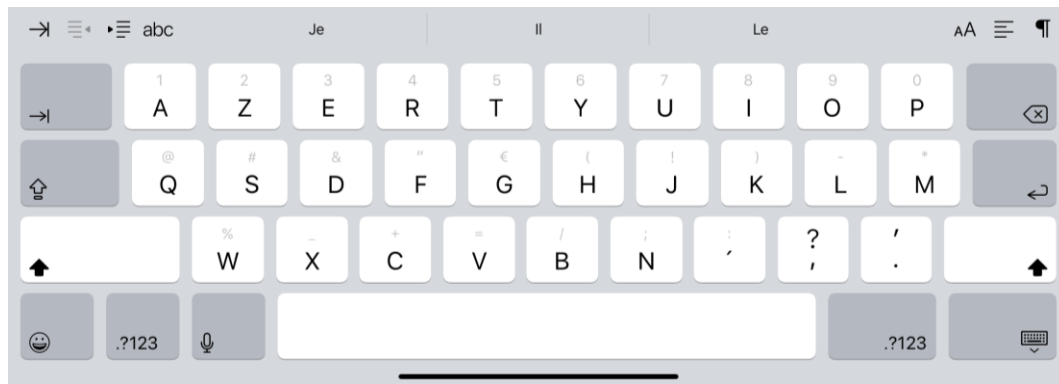 abc Je Il Le AA ¶
1 2 3 4 5 6 7 8 9 0
A Z E R T Y U I O P
@ # & " € ( ! ) - *
Q S D F G H J K L M
% _ + = / ; : ? '
W X C V B N ´ , .
.?123 .?123